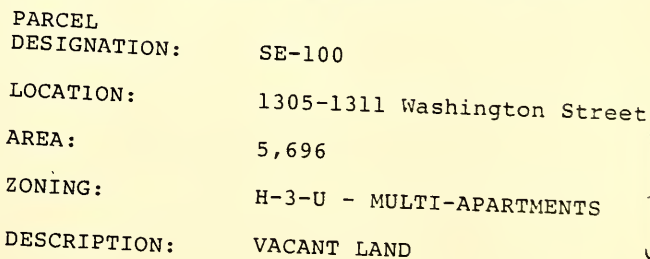 PARCEL
DESIGNATION: SE-100
LOCATION: 1305-1311 Washington Street
AREA: 5,696
ZONING: H-3-U - MULTI-APARTMENTS
DESCRIPTION: VACANT LAND